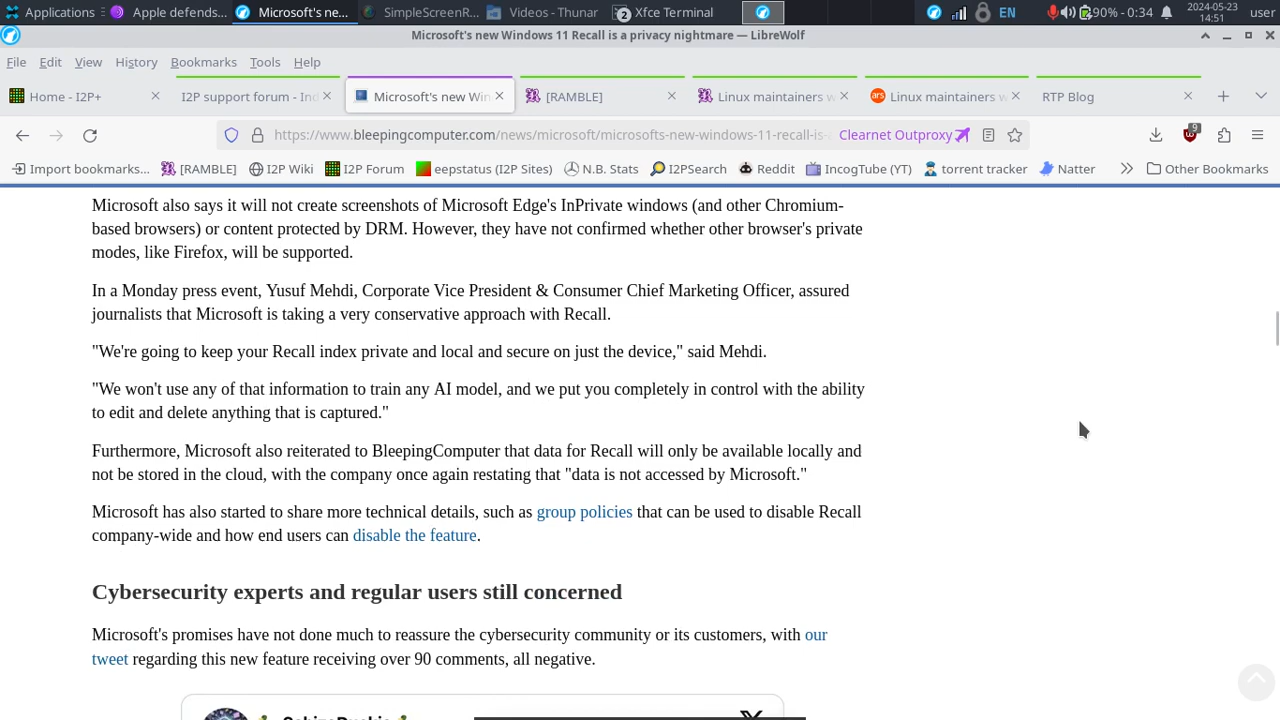 Applications
Apple defends...
Microsoft's ne...
SimpleScreenR...
Videos - Thunar
2
Xfce Terminal
EN
90% - 0:34
2024-05-23
14:51
user
Microsoft's new Windows 11 Recall is a privacy nightmare — LibreWolf
File Edit View History Bookmarks Tools Help
Home - I2P+
I2P support forum - Ind
Microsoft's new Win
[RAMBLE]
Linux maintainers w
ars
Linux maintainers w
RTP Blog
https://www.bleepingcomputer.com/news/microsoft/microsofts-new-windows-11-recall-is-
Clearnet Outproxy
9
Import bookmarks...
[RAMBLE]
I2P Wiki
I2P Forum
eepstatus (I2P Sites)
N.B. Stats
I2PSearch
Reddit
IncogTube (YT)
torrent tracker
Natter
Other Bookmarks
Microsoft also says it will not create screenshots of Microsoft Edge's InPrivate windows (and other Chromium-
based browsers) or content protected by DRM. However, they have not confirmed whether other browser's private
modes, like Firefox, will be supported.
In a Monday press event, Yusuf Mehdi, Corporate Vice President & Consumer Chief Marketing Officer, assured
journalists that Microsoft is taking a very conservative approach with Recall.
"We're going to keep your Recall index private and local and secure on just the device," said Mehdi.
"We won't use any of that information to train any AI model, and we put you completely in control with the ability
to edit and delete anything that is captured."
Furthermore, Microsoft also reiterated to BleepingComputer that data for Recall will only be available locally and
not be stored in the cloud, with the company once again restating that "data is not accessed by Microsoft."
Microsoft has also started to share more technical details, such as group policies that can be used to disable Recall
company-wide and how end users can disable the feature.
Cybersecurity experts and regular users still concerned
Microsoft's promises have not done much to reassure the cybersecurity community or its customers, with our
tweet regarding this new feature receiving over 90 comments, all negative.